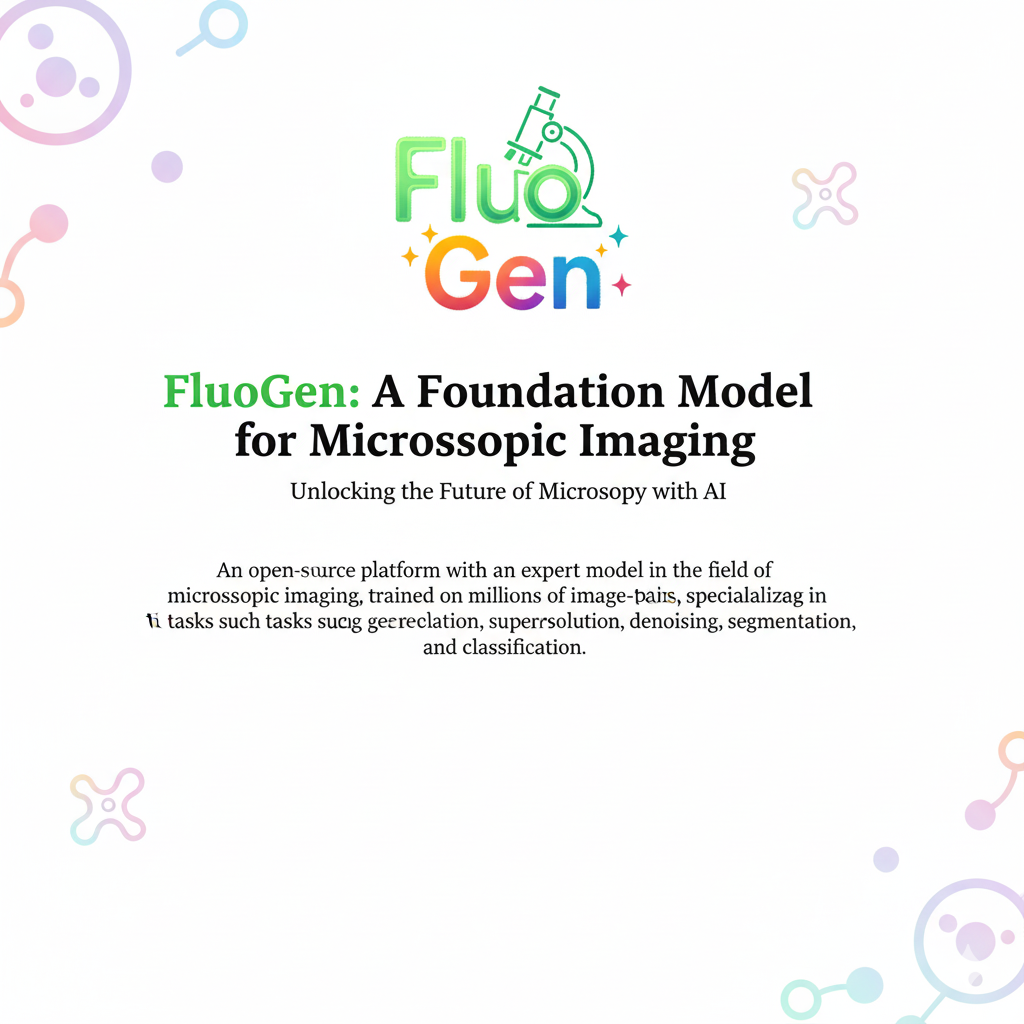 Fluo
Gen
FluoGen: A Foundation Model
for Microssopic Imaging
Unlocking the Future of Microsopy with AI
An open-surce platform with an expert model in the field of
microssopic imaging, trained on millions of image-pairs, specialalizag in
tasks such tasks sucg gerreclation, superrsolution, denoising, segmentation,
and classification.